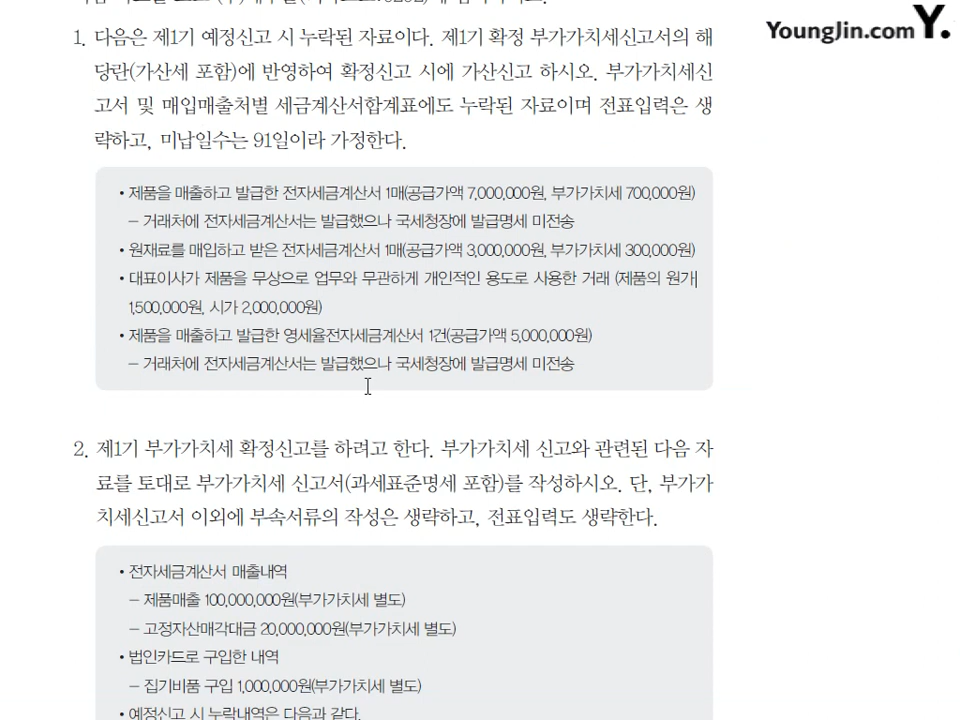 1. 다음은 제1기 예정신고 시 누락된 자료이다. 제1기 확정 부가가치세신고서의 해
당란(가산세 포함)에 반영하여 확정신고 시에 가산신고 하시오. 부가가치세신
고서 및 매입매출처별 세금계산서합계표에도 누락된 자료이며 전표입력은 생
략하고, 미납일수는 91일이라 가정한다.
• 제품을 매출하고 발급한 전자세금계산서 1매(공급가액 7,000,000원, 부가가치세 700,000원)
– 거래처에 전자세금계산서는 발급했으나 국세청장에 발급명세 미전송
• 원재료를 매입하고 받은 전자세금계산서 1매(공급가액 3,000,000원, 부가가치세 300,000원)
• 대표이사가 제품을 무상으로 업무와 무관하게 개인적인 용도로 사용한 거래 (제품의 원가
1,500,000원, 시가 2,000,000원)
• 제품을 매출하고 발급한 영세율전자세금계산서 1건(공급가액 5,000,000원)
– 거래처에 전자세금계산서는 발급했으나 국세청장에 발급명세 미전송
2. 제1기 부가가치세 확정신고를 하려고 한다. 부가가치세 신고와 관련된 다음 자
료를 토대로 부가가치세 신고서(과세표준명세 포함)를 작성하시오. 단, 부가가
치세신고서 이외에 부속서류의 작성은 생략하고, 전표입력도 생략한다.
• 전자세금계산서 매출내역
– 제품매출 100,000,000원(부가가치세 별도)
– 고정자산매각대금 20,000,000원(부가가치세 별도)
• 법인카드로 구입한 내역
– 집기비품 구입 1,000,000원(부가가치세 별도)
• 예정신고 시 누락내역은 다음과 같다.
YoungJin.com Y.